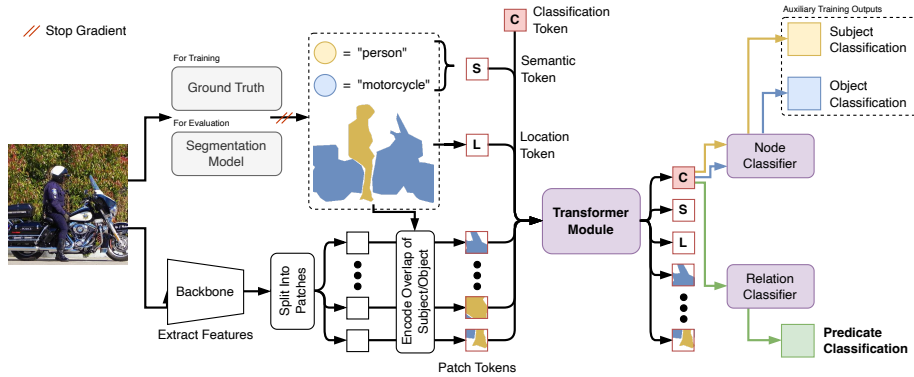 Stop Gradient
For Training
Ground Truth
For Evaluation
Segmentation
Model
= "person"
= "motorcycle"
C
Classification
Token
S
Semantic
Token
L
Location
Token
Backbone
Extract Features
Split Into
Patches
Encode Overlap of
Subject/Object
Patch Tokens
Transformer
Module
C
S
L
Node
Classifier
Relation
Classifier
Auxiliary Training Outputs
Subject
Classification
Object
Classification
Predicate
Classification